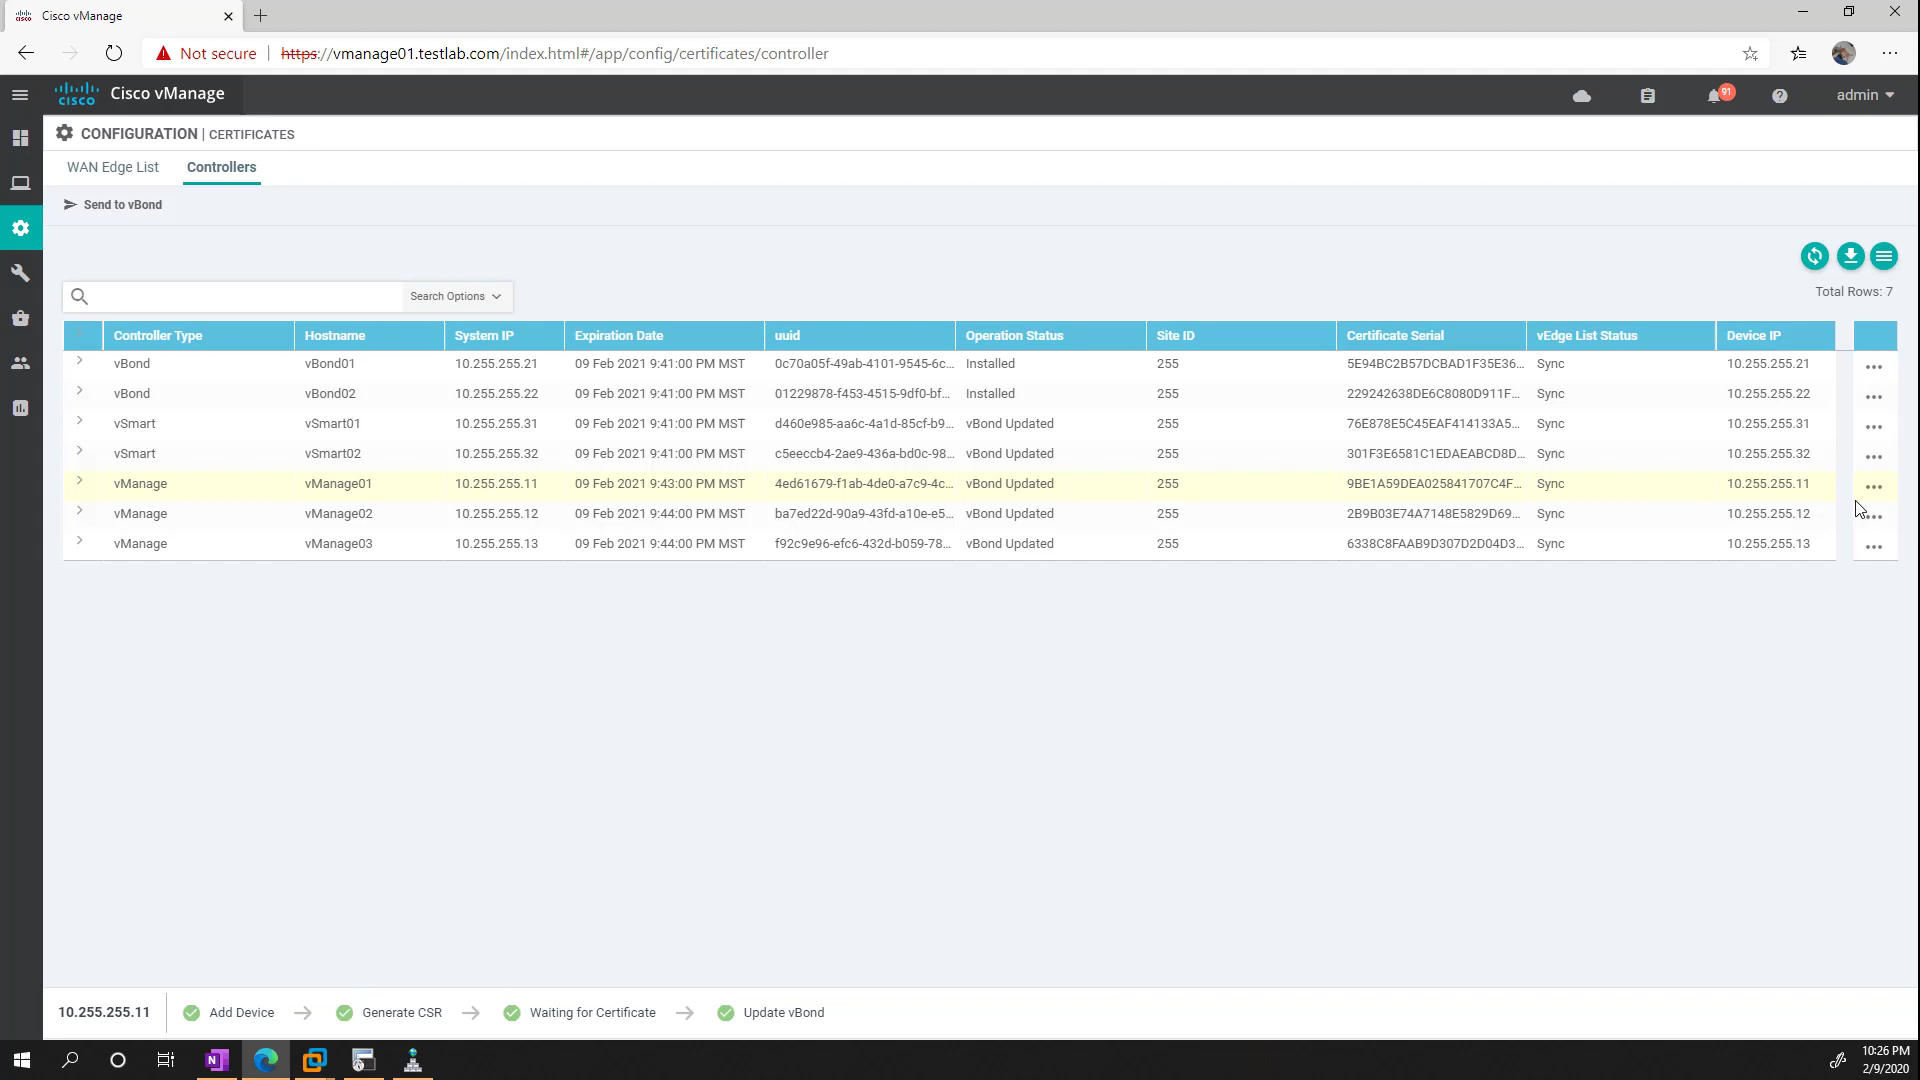 Cisco vManage
Not secure | https://vmanage01.testlab.com/index.html#/app/config/certificates/controller
cisco Cisco vManage 91 admin
CONFIGURATION | CERTIFICATES
WAN Edge List Controllers
Send to vBond
Search Options
Total Rows: 7
Controller Type Hostname System IP Expiration Date uuid Operation Status Site ID Certificate Serial vEdge List Status Device IP
vBond vBond01 10.255.255.21 09 Feb 2021 9:41:00 PM MST 0c70a05f-49ab-4101-9545-6c... Installed 255 5E94BC2B57DCBAD1F35E36... Sync 10.255.255.21
vBond vBond02 10.255.255.22 09 Feb 2021 9:41:00 PM MST 01229878-f453-4515-9df0-bf... Installed 255 229242638DE6C8080D911F... Sync 10.255.255.22
vSmart vSmart01 10.255.255.31 09 Feb 2021 9:41:00 PM MST d460e985-aa6c-4a1d-85cf-b9... vBond Updated 255 76E878E5C45EAF414133A5... Sync 10.255.255.31
vSmart vSmart02 10.255.255.32 09 Feb 2021 9:41:00 PM MST c5eeccb4-2ae9-436a-bd0c-98... vBond Updated 255 301F3E6581C1EDAEABCD8D... Sync 10.255.255.32
vManage vManage01 10.255.255.11 09 Feb 2021 9:43:00 PM MST 4ed61679-f1ab-4de0-a7c9-4c... vBond Updated 255 9BE1A59DEA025841707C4F... Sync 10.255.255.11
vManage vManage02 10.255.255.12 09 Feb 2021 9:44:00 PM MST ba7ed22d-90a9-43fd-a10e-e5... vBond Updated 255 2B9B03E74A7148E5829D69... Sync 10.255.255.12
vManage vManage03 10.255.255.13 09 Feb 2021 9:44:00 PM MST f92c9e96-efc6-432d-b059-78... vBond Updated 255 6338C8FAAB9D307D2D04D3... Sync 10.255.255.13
10.255.255.11 Add Device Generate CSR Waiting for Certificate Update vBond
10:26 PM
2/9/2020